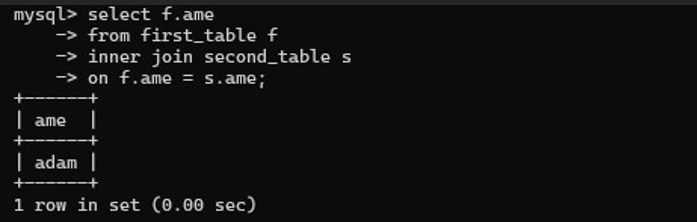 mysql> select f.ame
    -> from first_table f
    -> inner join second_table s
    -> on f.ame = s.ame;
+------+
| ame  |
+------+
| adam |
+------+
1 row in set (0.00 sec)